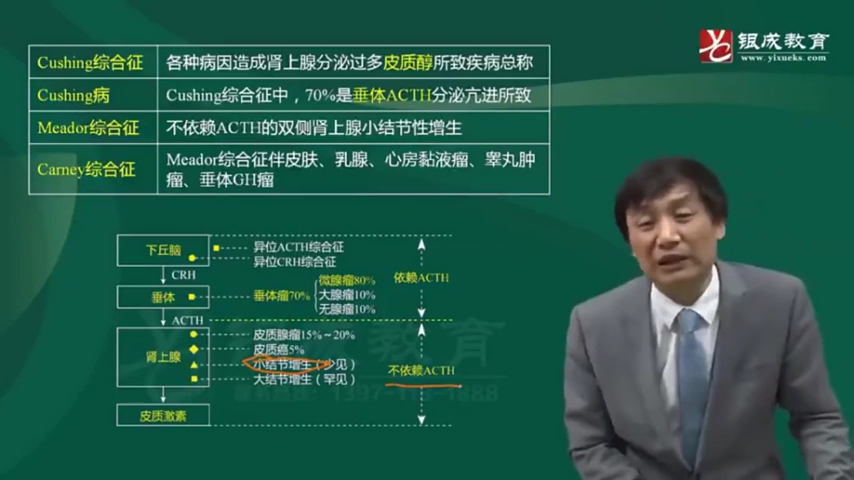 银成教育
www.yixueks.com
Cushing综合征 各种病因造成肾上腺分泌过多皮质醇所致疾病总称
Cushing病 Cushing综合征中，70%是垂体ACTH分泌亢进所致
Meador综合征 不依赖ACTH的双侧肾上腺小结节性增生
Carney综合征 Meador综合征伴皮肤、乳腺、心房黏液瘤、睾丸肿
瘤、垂体GH瘤
下丘脑
异位ACTH综合征
异位CRH综合征
CRH
依赖ACTH
垂体
垂体瘤70%
微腺瘤80%
大腺瘤10%
无腺瘤10%
ACTH
肾上腺
皮质腺瘤15%～20%
皮质癌5%
小结节增生（少见）
大结节增生（罕见）
不依赖ACTH
皮质激素